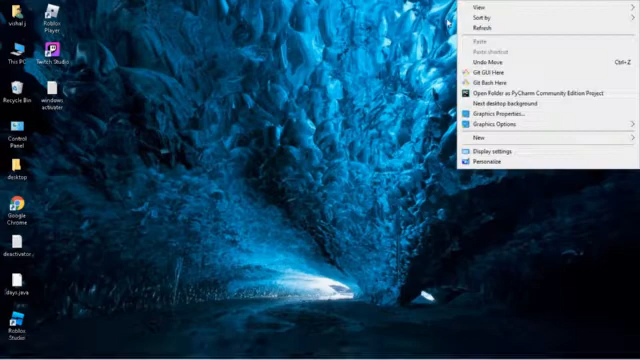 vishal j
Roblox
Player
This PC
Twitch Studio
Recycle Bin
windows
activator
Control
Panel
desktop
Google
Chrome
deactivator
Roblox
Studio
View
Sort by
Refresh
Paste
Paste shortcut
Undo Move Ctrl+Z
Git GUI Here
Git Bash Here
Open Folder as PyCharm Community Edition Project
Next desktop background
Graphics Properties...
Graphics Options
New
Display settings
Personalize